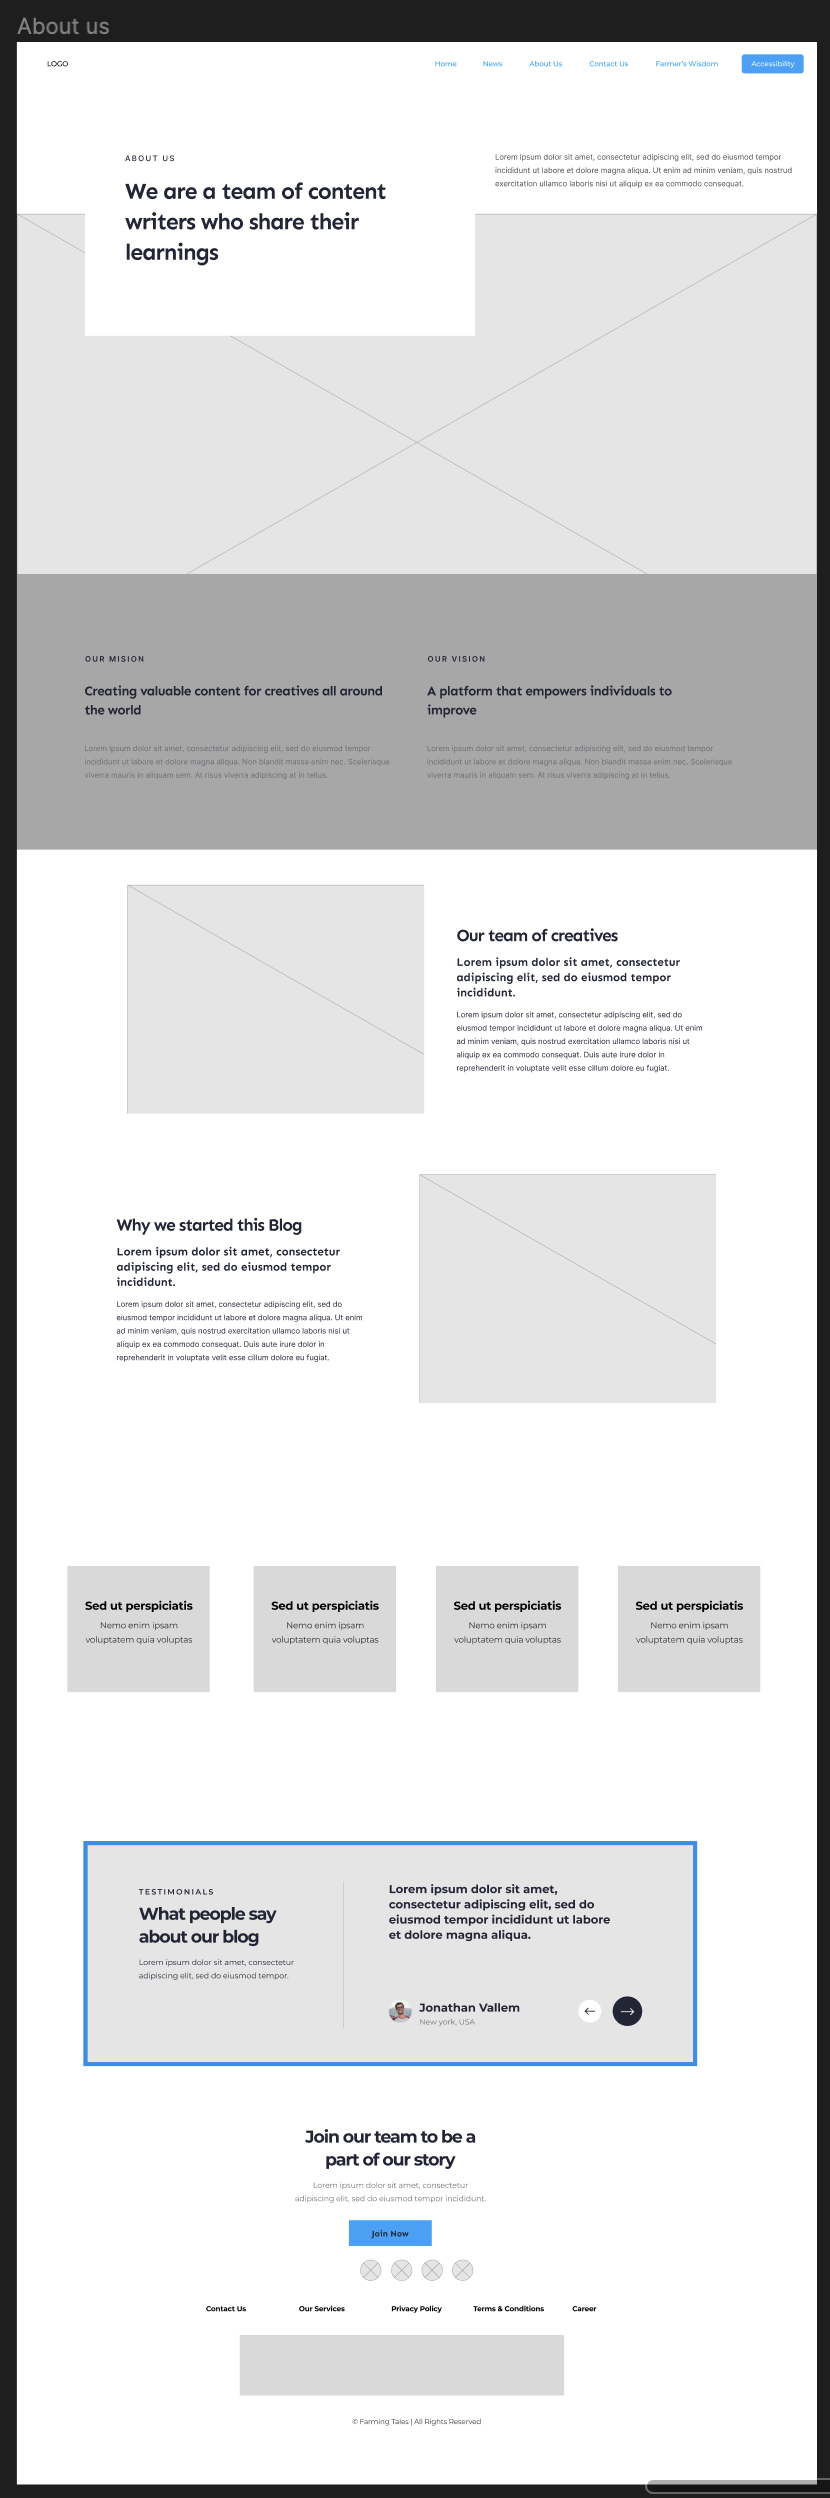 About us
LOGO
Home
News
About Us
Contact Us
Farmer's Wisdom
Accessibility
ABOUT US
We are a team of content
writers who share their
learnings
Lorem ipsum dolor sit amet, consectetur adipiscing elit, sed do eiusmod tempor
incididunt ut labore et dolore magna aliqua. Ut enim ad minim veniam, quis nostrud
exercitation ullamco laboris nisi ut aliquip ex ea commodo consequat.
OUR MISION
Creating valuable content for creatives all around
the world
Lorem ipsum dolor sit amet, consectetur adipiscing elit, sed do eiusmod tempor
incididunt ut labore et dolore magna aliqua. Non blandit massa enim nec. Scelerisque
viverra mauris in aliquam sem. At risus viverra adipiscing at in tellus.
OUR VISION
A platform that empowers individuals to
improve
Lorem ipsum dolor sit amet, consectetur adipiscing elit, sed do eiusmod tempor
incididunt ut labore et dolore magna aliqua. Non blandit massa enim nec. Scelerisque
viverra mauris in aliquam sem. At risus viverra adipiscing at in tellus.
Our team of creatives
Lorem ipsum dolor sit amet, consectetur
adipiscing elit, sed do eiusmod tempor
incididunt.
Lorem ipsum dolor sit amet, consectetur adipiscing elit, sed do
eiusmod tempor incididunt ut labore et dolore magna aliqua. Ut enim
ad minim veniam, quis nostrud exercitation ullamco laboris nisi ut
aliquip ex ea commodo consequat. Duis aute irure dolor in
reprehenderit in voluptate velit esse cillum dolore eu fugiat.
Why we started this Blog
Lorem ipsum dolor sit amet, consectetur
adipiscing elit, sed do eiusmod tempor
incididunt.
Lorem ipsum dolor sit amet, consectetur adipiscing elit, sed do
eiusmod tempor incididunt ut labore et dolore magna aliqua. Ut enim
ad minim veniam, quis nostrud exercitation ullamco laboris nisi ut
aliquip ex ea commodo consequat. Duis aute irure dolor in
reprehenderit in voluptate velit esse cillum dolore eu fugiat.
Sed ut perspiciatis
Nemo enim ipsam
voluptatem quia voluptas
Sed ut perspiciatis
Nemo enim ipsam
voluptatem quia voluptas
Sed ut perspiciatis
Nemo enim ipsam
voluptatem quia voluptas
Sed ut perspiciatis
Nemo enim ipsam
voluptatem quia voluptas
TESTIMONIALS
What people say
about our blog
Lorem ipsum dolor sit amet, consectetur
adipiscing elit, sed do eiusmod tempor.
Lorem ipsum dolor sit amet,
consectetur adipiscing elit, sed do
eiusmod tempor incididunt ut labore
et dolore magna aliqua.
Jonathan Vallem
New york, USA
Join our team to be a
part of our story
Lorem ipsum dolor sit amet, consectetur
adipiscing elit, sed do eiusmod tempor incididunt.
Join Now
Contact Us
Our Services
Privacy Policy
Terms & Conditions
Career
© Farming Tales | All Rights Reserved